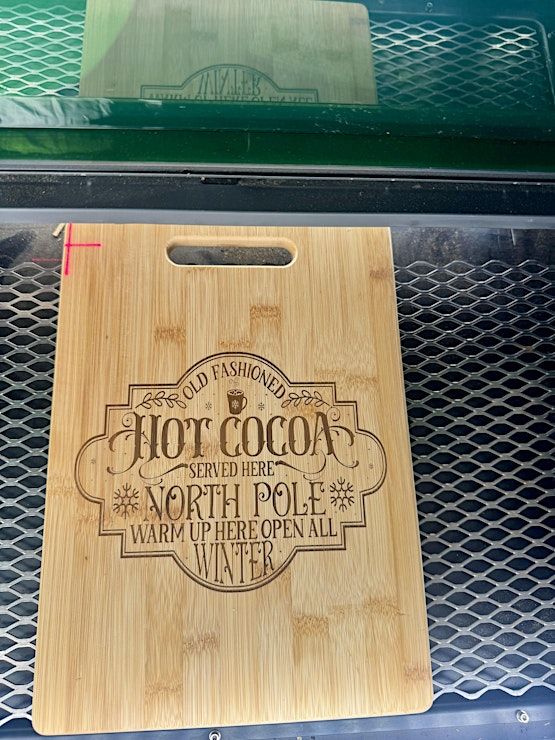 OLD FASHIONED
HOT COCOA
SERVED HERE
NORTH POLE
WARM UP HERE OPEN ALL
WINTER